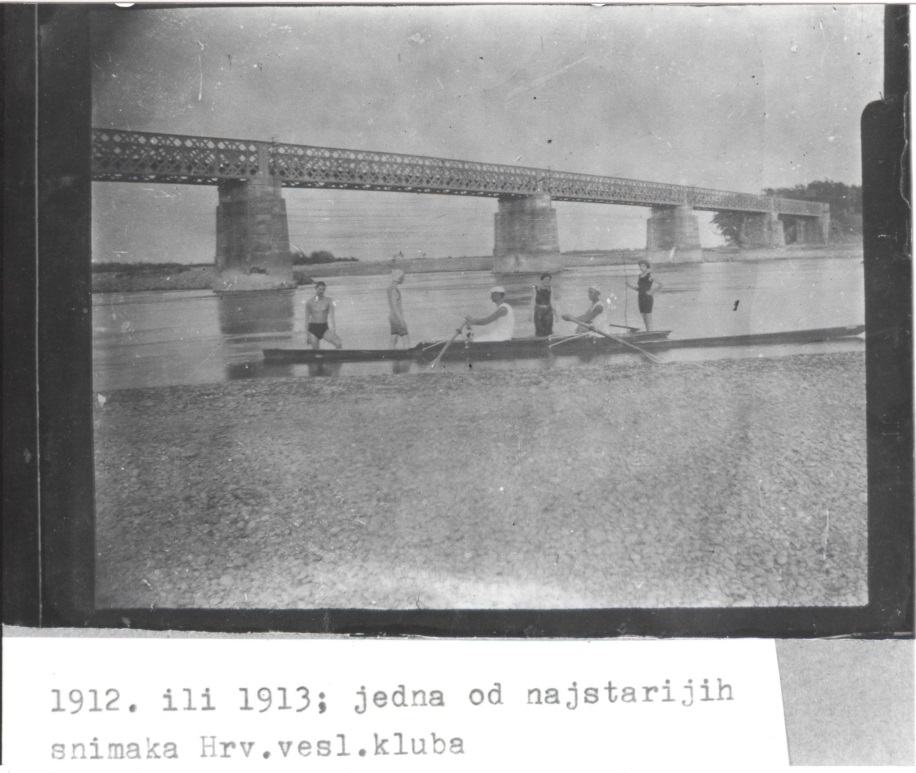 1912. ili 1913; jedna od najstarijih
snimaka Hrv.vesl.kluba